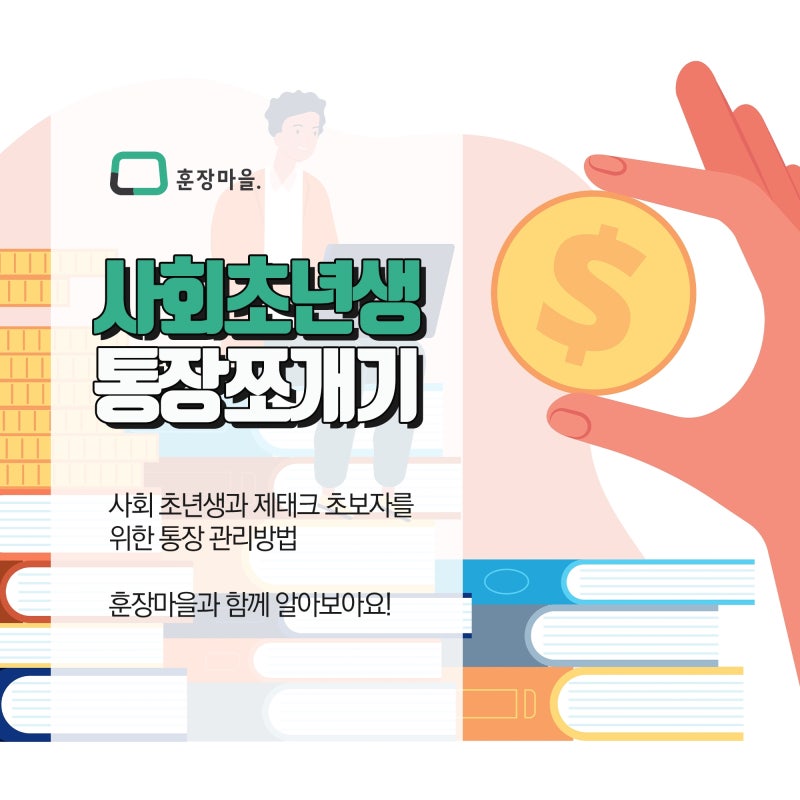 훈장마을.
사회초년생
통장쪼개기
사회 초년생과 제태크 초보자를
위한 통장 관리방법
훈장마을과 함께 알아보아요!
$